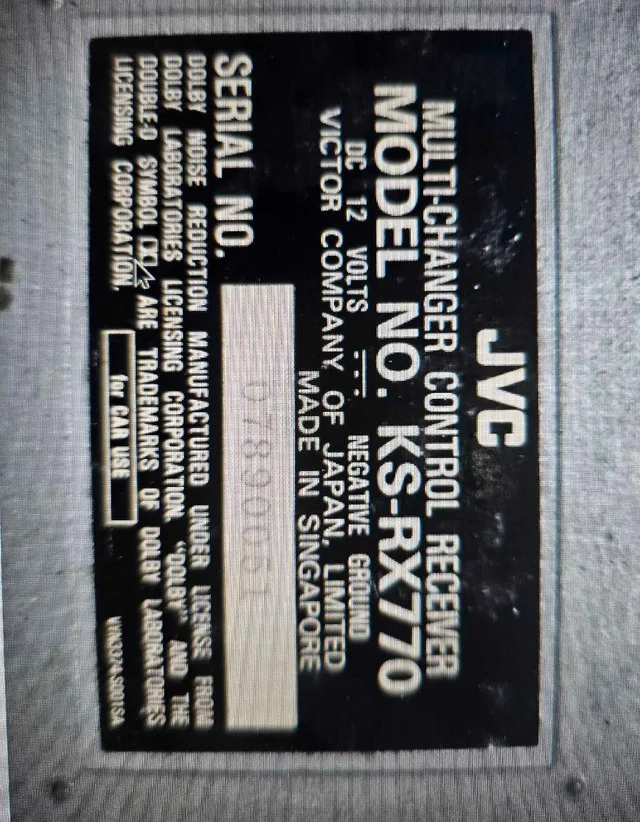 JVC
MULTI-CHANGER CONTROL RECEIVER
MODEL NO. KS-RX770
DC 12 VOLTS ⎓ NEGATIVE GROUND
VICTOR COMPANY OF JAPAN, LIMITED
MADE IN SINGAPORE
SERIAL NO. 07890051
DOLBY NOISE REDUCTION MANUFACTURED UNDER LICENSE FROM
DOLBY LABORATORIES LICENSING CORPORATION. "DOLBY" AND THE
DOUBLE-D SYMBOL ARE TRADEMARKS OF DOLBY LABORATORIES
LICENSING CORPORATION.
for CAR USE